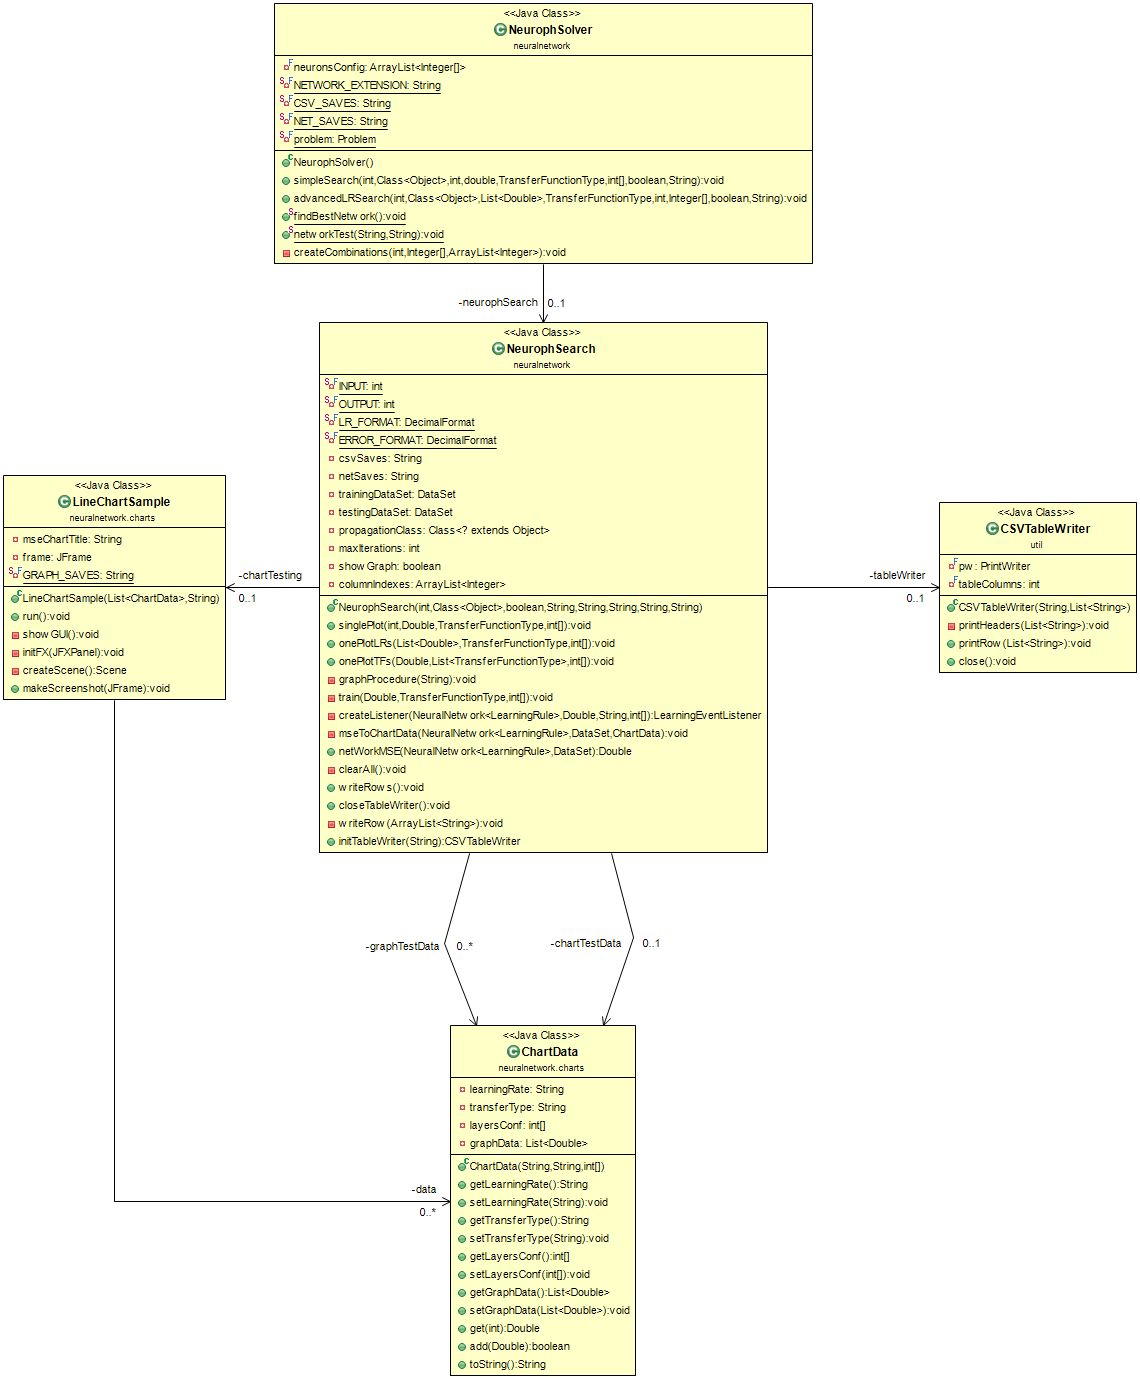 <<Java Class>>
NeurophSolver
neuralnetwork
neuronsConfig: ArrayList<Integer[]>
NETWORK_EXTENSION: String
CSV_SAVES: String
NET_SAVES: String
problem: Problem
NeurophSolver()
simpleSearch(int,Class<Object>,int,double,TransferFunctionType,int[],boolean,String):void
advancedLRSearch(int,Class<Object>,List<Double>,TransferFunctionType,int,Integer[],boolean,String):void
findBestNetwork():void
networkTest(String,String):void
createCombinations(int,Integer[],ArrayList<Integer>):void
-neurophSearch
0..1
<<Java Class>>
NeurophSearch
neuralnetwork
INPUT: int
OUTPUT: int
LR_FORMAT: DecimalFormat
ERROR_FORMAT: DecimalFormat
csvSaves: String
netSaves: String
trainingDataSet: DataSet
testingDataSet: DataSet
propagationClass: Class<? extends Object>
maxIterations: int
showGraph: boolean
columnIndexes: ArrayList<Integer>
NeurophSearch(int,Class<Object>,boolean,String,String,String,String,String)
singlePlot(int,Double,TransferFunctionType,int[]):void
onePlotLRs(List<Double>,TransferFunctionType,int[]):void
onePlotTFs(Double,List<TransferFunctionType>,int[]):void
graphProcedure(String):void
train(Double,TransferFunctionType,int[]):void
createListener(NeuralNetwork<LearningRule>,Double,String,int[]):LearningEventListener
mseToChartData(NeuralNetwork<LearningRule>,DataSet,ChartData):void
netWorkMSE(NeuralNetwork<LearningRule>,DataSet):Double
clearAll():void
writeRows():void
closeTableWriter():void
writeRow(ArrayList<String>):void
initTableWriter(String):CSVTableWriter
<<Java Class>>
LineChartSample
neuralnetwork.charts
mseChartTitle: String
frame: JFrame
GRAPH_SAVES: String
LineChartSample(List<ChartData>,String)
run():void
showGUI():void
initFX(JFXPanel):void
createScene():Scene
makeScreenshot(JFrame):void
-chartTesting
0..1
-tableWriter
0..1
<<Java Class>>
CSVTableWriter
util
pw: PrintWriter
tableColumns: int
CSVTableWriter(String,List<String>)
printHeaders(List<String>):void
printRow(List<String>):void
close():void
-graphTestData
0..*
-chartTestData
0..1
-data
0..*
<<Java Class>>
ChartData
neuralnetwork.charts
learningRate: String
transferType: String
layersConf: int[]
graphData: List<Double>
ChartData(String,String,int[])
getLearningRate():String
setLearningRate(String):void
getTransferType():String
setTransferType(String):void
getLayersConf():int[]
setLayersConf(int[]):void
getGraphData():List<Double>
setGraphData(List<Double>):void
get(int):Double
add(Double):boolean
toString():String